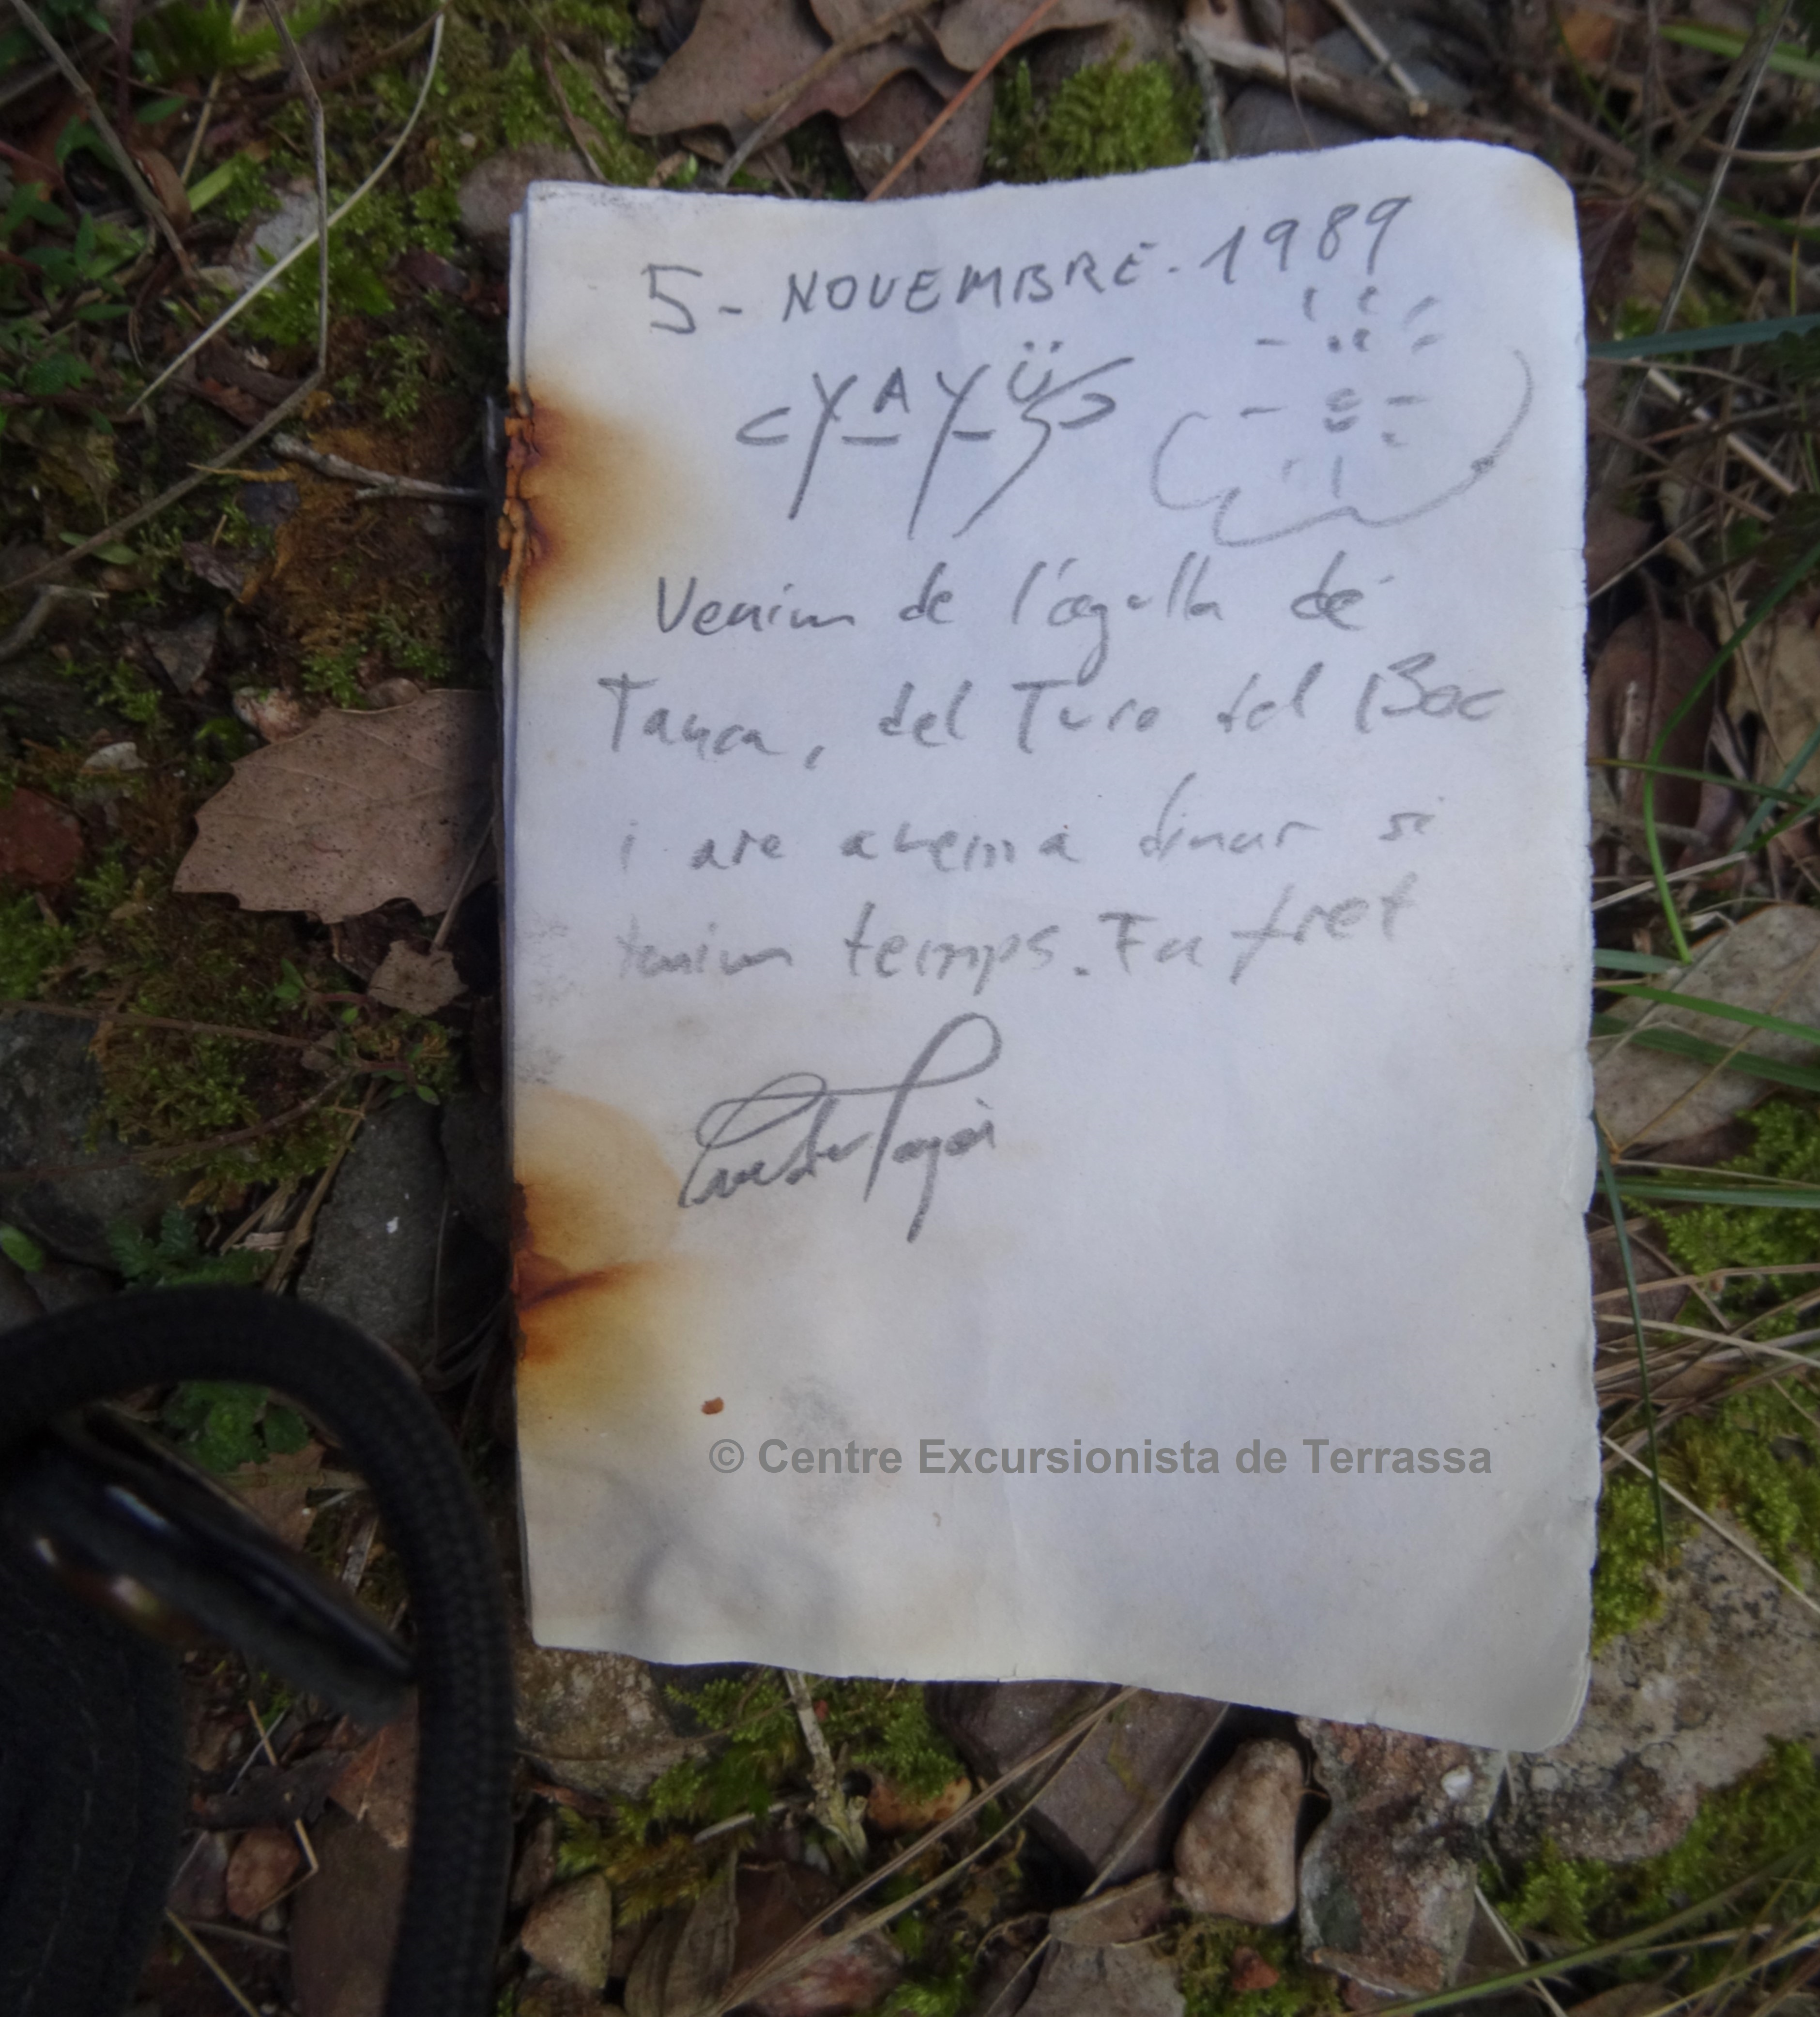 5 - NOVEMBRE - 1989
Venim de l'agulla de
Tanca, del Turo del Boc
i are anem a dinar si
tenim temps. Fa fret
© Centre Excursionista de Terrassa